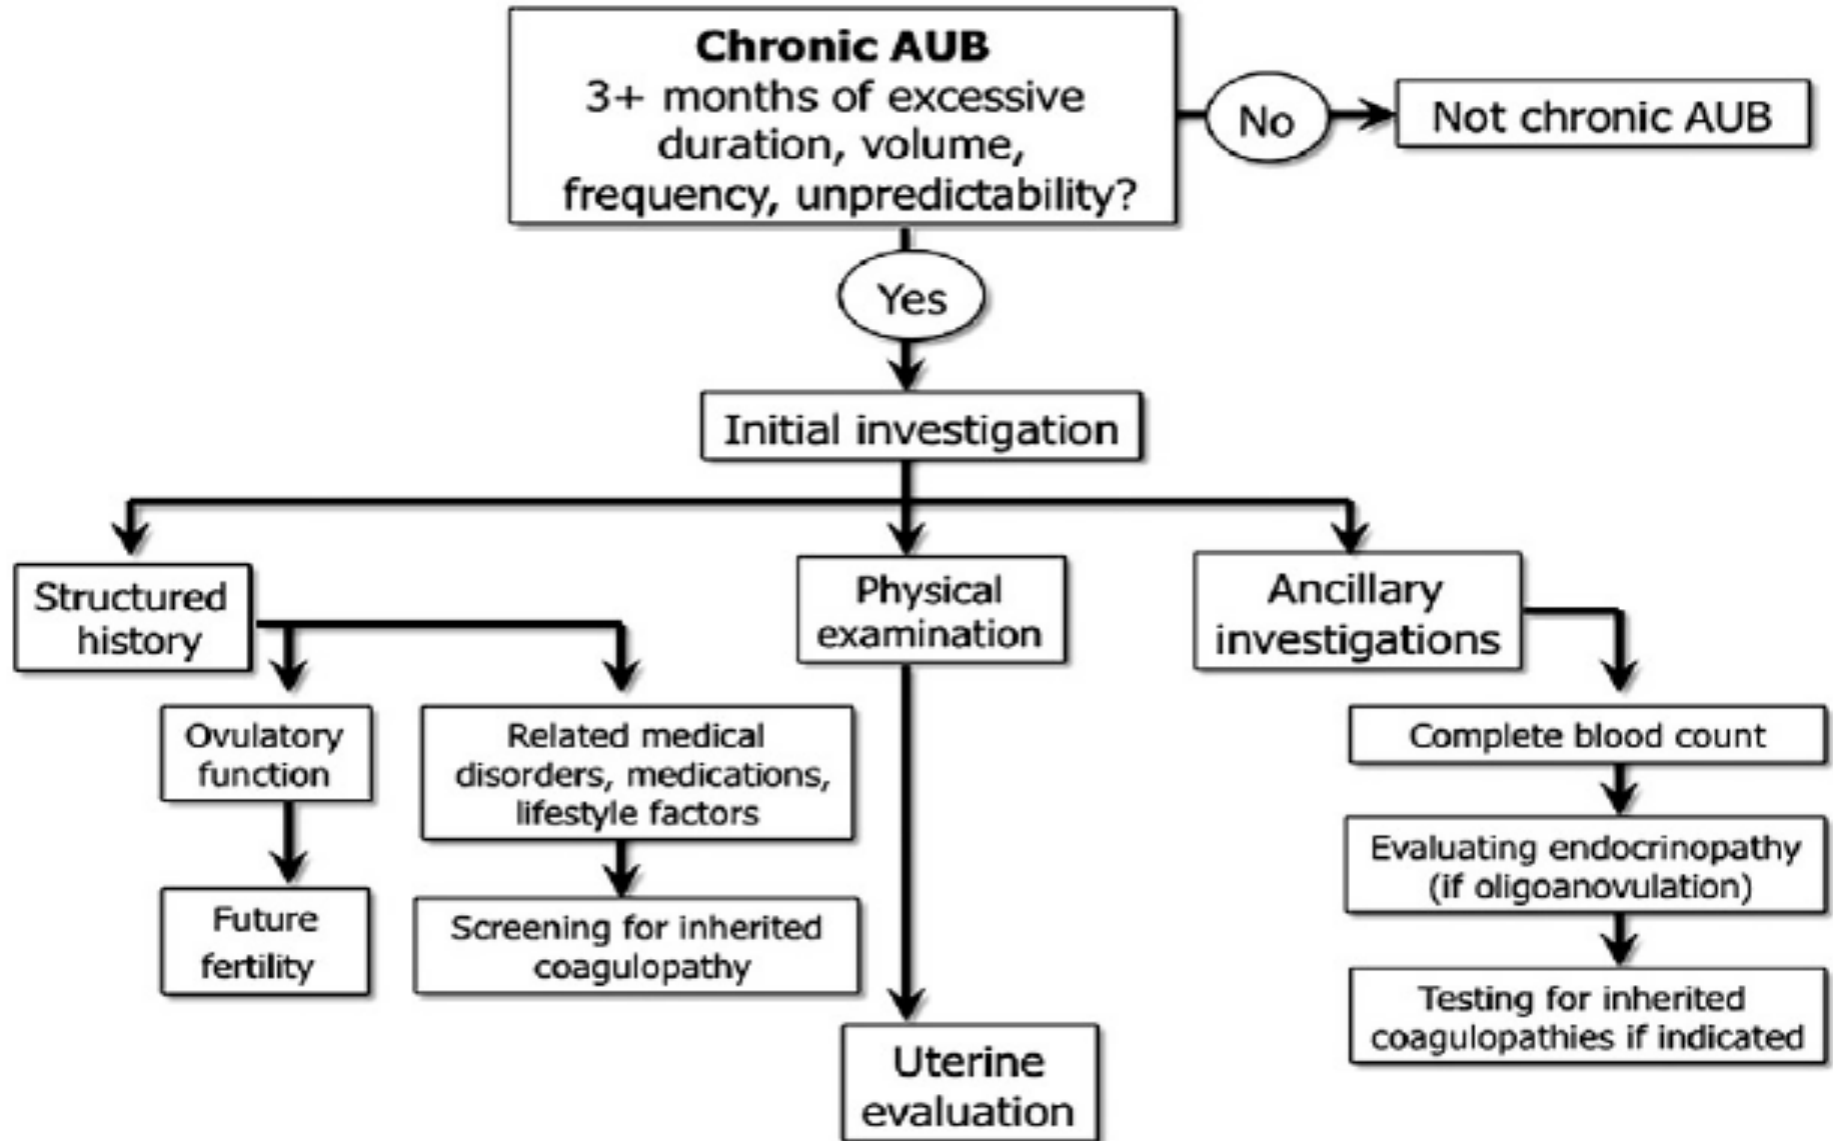 Chronic AUB
3+ months of excessive
duration, volume,
frequency, unpredictability?
No
Not chronic AUB
Yes
Initial investigation
Structured
history
Physical
examination
Ancillary
investigations
Ovulatory
function
Related medical
disorders, medications,
lifestyle factors
Complete blood count
Evaluating endocrinopathy
(if oligoanovulation)
Future
fertility
Screening for inherited
coagulopathy
Testing for inherited
coagulopathies if indicated
Uterine
evaluation